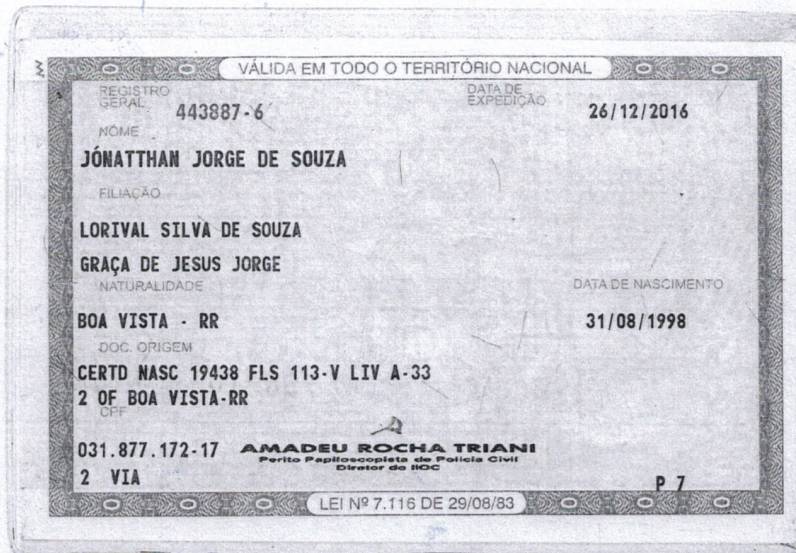 VÁLIDA EM TODO O TERRITÓRIO NACIONAL
REGISTRO GERAL 443887-6 DATA DE EXPEDIÇÃO 26/12/2016
NOME
JÓNATTHAN JORGE DE SOUZA
FILIAÇÃO
LORIVAL SILVA DE SOUZA
GRAÇA DE JESUS JORGE
NATURALIDADE DATA DE NASCIMENTO
BOA VISTA - RR 31/08/1998
DOC. ORIGEM
CERTD NASC 19438 FLS 113-V LIV A-33
2 OF BOA VISTA-RR
CPF
031.877.172-17 AMADEU ROCHA TRIANI
Perito Papiloscopista de Polícia Civil
Diretor do IIOC
2 VIA P 7
LEI Nº 7.116 DE 29/08/83